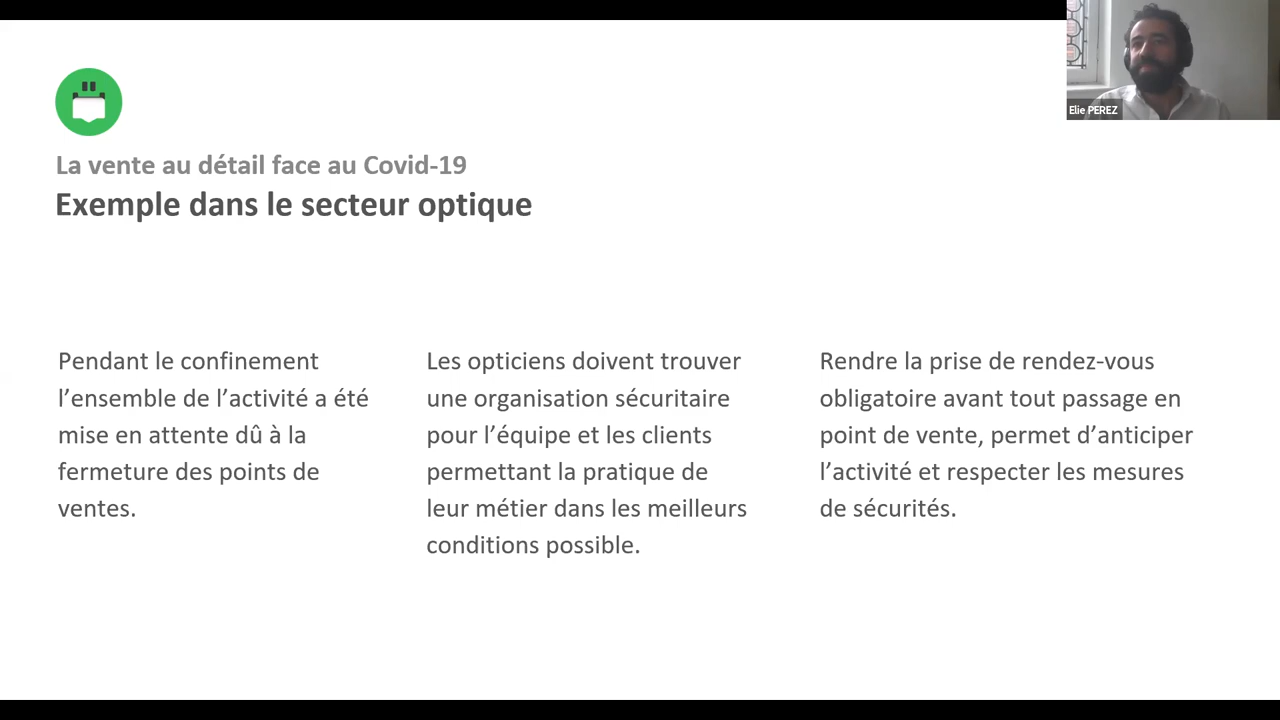 Elie PEREZ
La vente au détail face au Covid-19
Exemple dans le secteur optique
Pendant le confinement
l’ensemble de l’activité a été
mise en attente dû à la
fermeture des points de
ventes.
Les opticiens doivent trouver
une organisation sécuritaire
pour l’équipe et les clients
permettant la pratique de
leur métier dans les meilleurs
conditions possible.
Rendre la prise de rendez-vous
obligatoire avant tout passage en
point de vente, permet d’anticiper
l’activité et respecter les mesures
de sécurités.